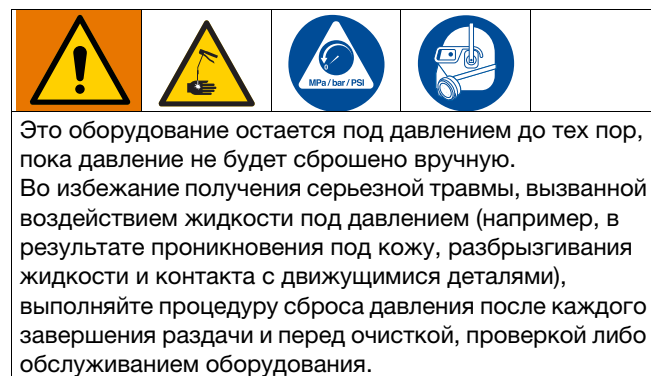 MPa / bar / PSI
Это оборудование остается под давлением до тех пор,
пока давление не будет сброшено вручную.
Во избежание получения серьезной травмы, вызванной
воздействием жидкости под давлением (например, в
результате проникновения под кожу, разбрызгивания
жидкости и контакта с движущимися деталями),
выполняйте процедуру сброса давления после каждого
завершения раздачи и перед очисткой, проверкой либо
обслуживанием оборудования.